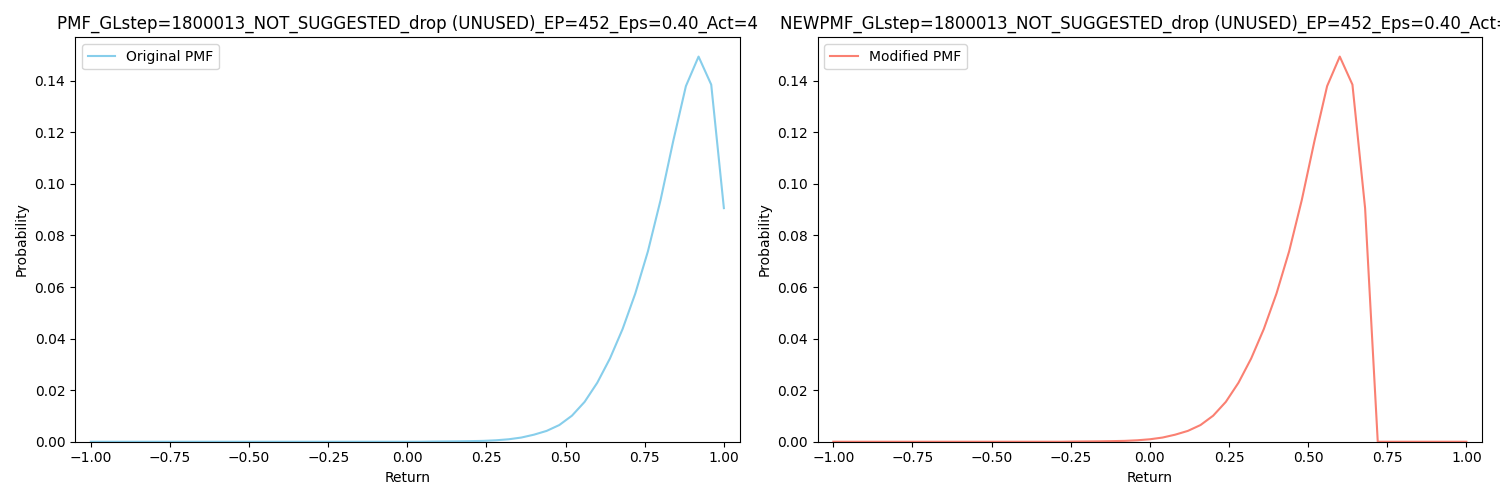 PMF_GLstep=1800013_NOT_SUGGESTED_drop (UNUSED)_EP=452_Eps=0.40_Act=4
Original PMF
Probability
0.14
0.12
0.10
0.08
0.06
0.04
0.02
0.00
−1.00 −0.75 −0.50 −0.25 0.00 0.25 0.50 0.75 1.00
Return
NEWPMF_GLstep=1800013_NOT_SUGGESTED_drop (UNUSED)_EP=452_Eps=0.40_Act=
Modified PMF
Probability
0.14
0.12
0.10
0.08
0.06
0.04
0.02
0.00
−1.00 −0.75 −0.50 −0.25 0.00 0.25 0.50 0.75 1.00
Return